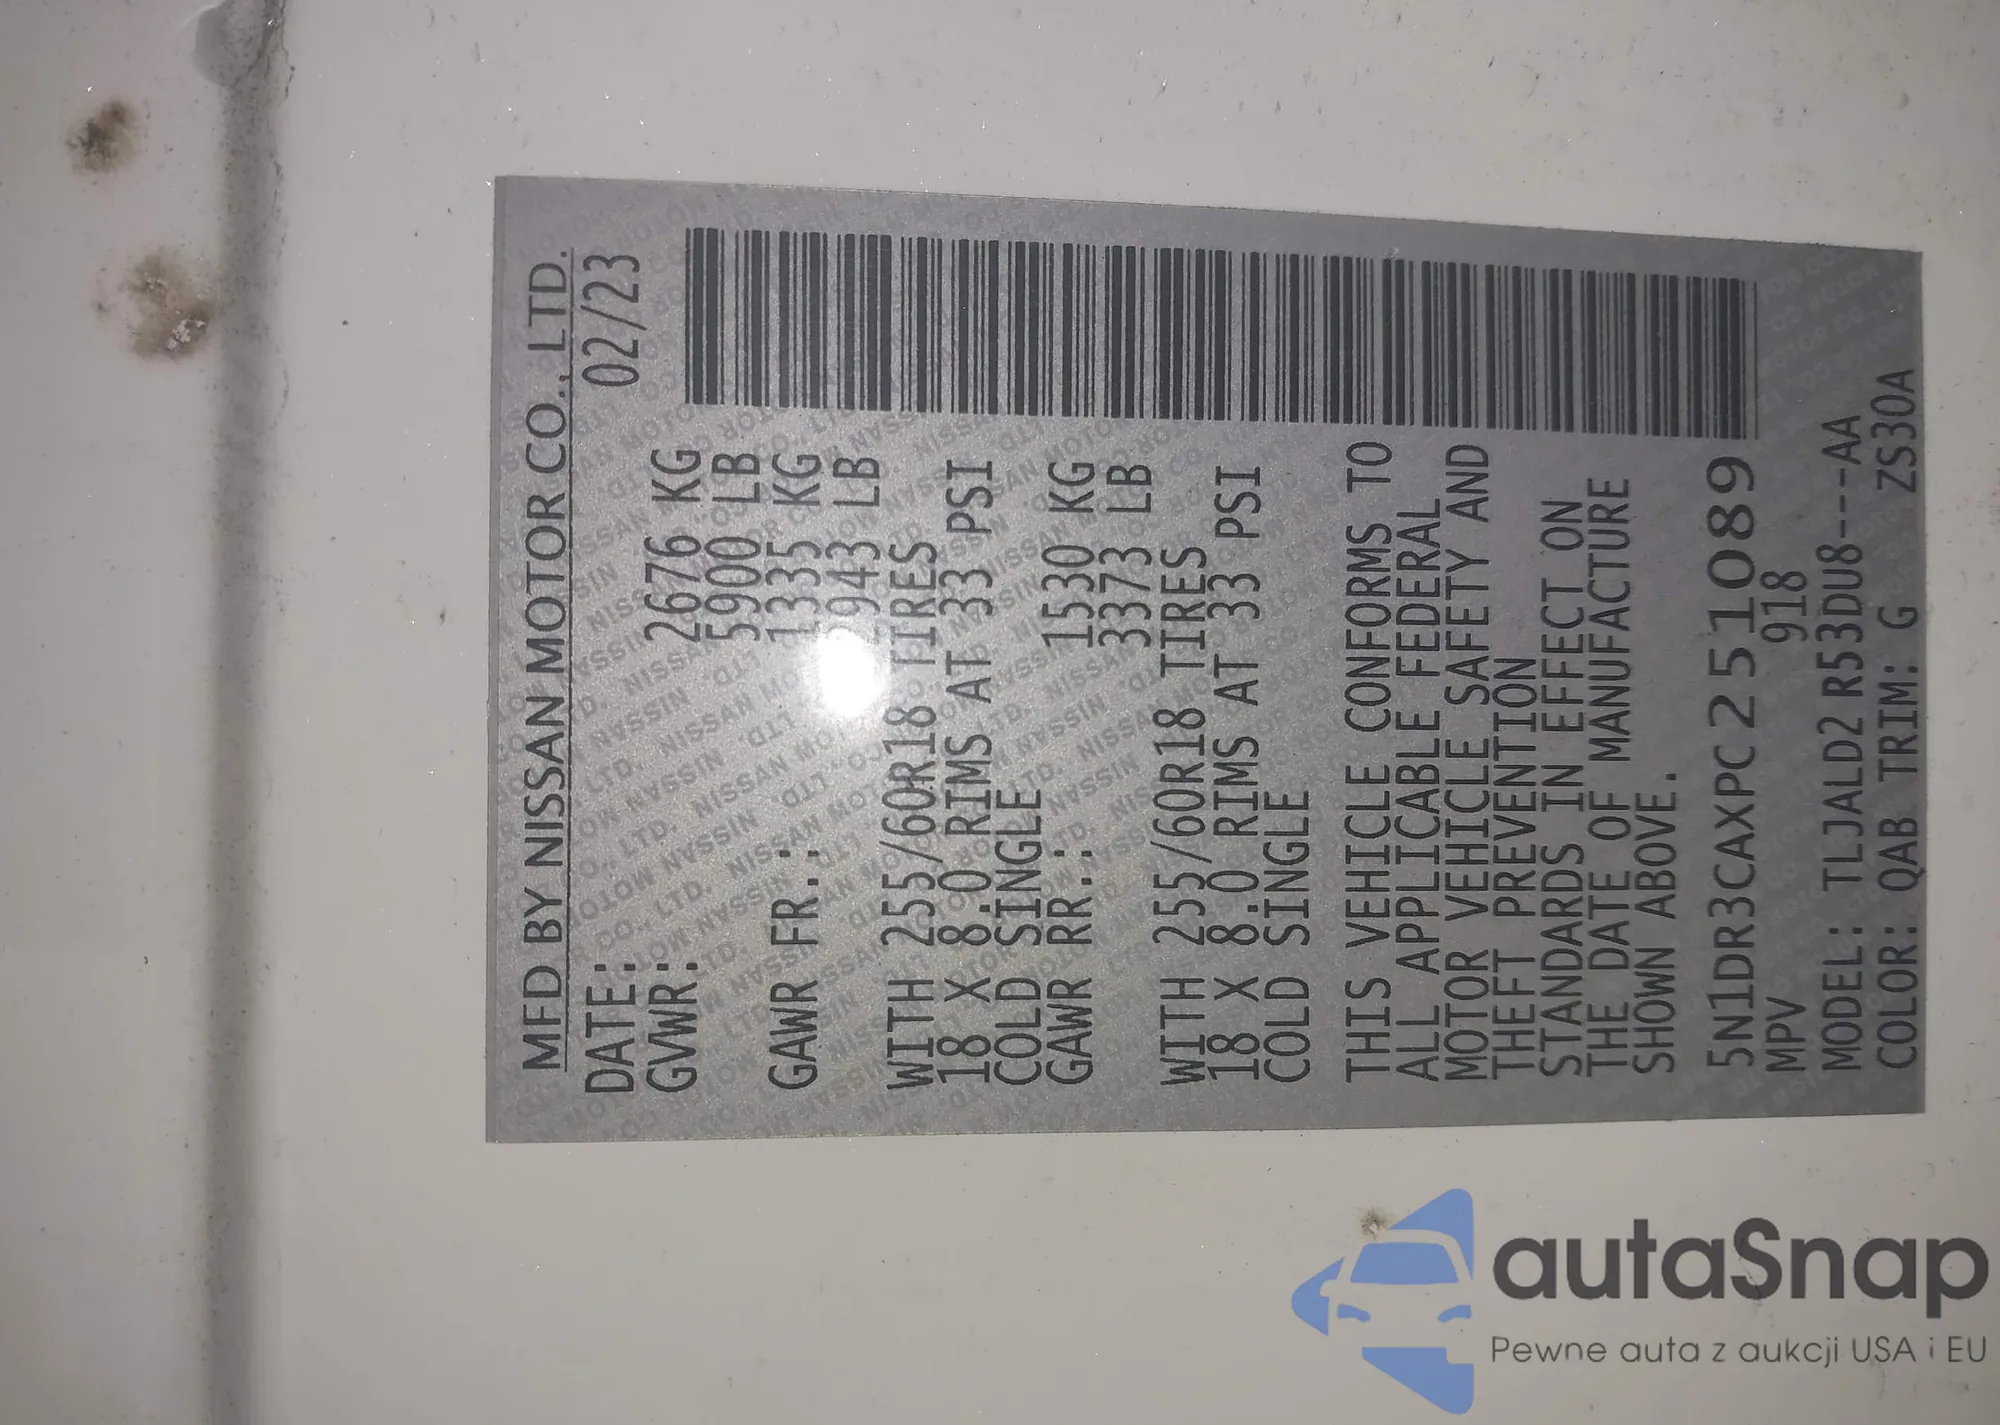 MFD BY NISSAN MOTOR CO., LTD.
DATE: 02/23
GVWR: 2676 KG
5900 LB
GAWR FR.: 1335 KG
2943 LB
WITH 255/60R18 TIRES
18 X 8.0 RIMS AT 33 PSI
COLD SINGLE
GAWR RR.: 1530 KG
3373 LB
WITH 255/60R18 TIRES
18 X 8.0 RIMS AT 33 PSI
COLD SINGLE
THIS VEHICLE CONFORMS TO
ALL APPLICABLE FEDERAL
MOTOR VEHICLE SAFETY AND
THEFT PREVENTION
STANDARDS IN EFFECT ON
THE DATE OF MANUFACTURE
SHOWN ABOVE.
5N1DR3CAXPC251089
MPV 918
MODEL: TLJALD2 R53DU8---AA
COLOR: QAB TRIM: G ZS30A
autaSnap
Pewne auta z aukcji USA i EU